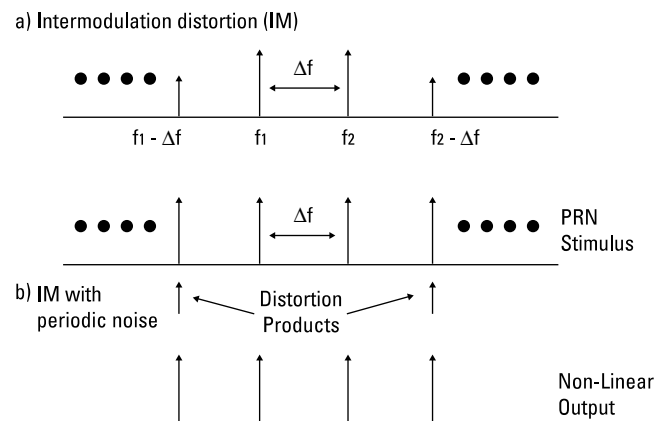 a) Intermodulation distortion (IM)
Δf
f1 - Δf
f1
f2
f2 - Δf
Δf
PRN
Stimulus
b) IM with
periodic noise
Distortion
Products
Non-Linear
Output